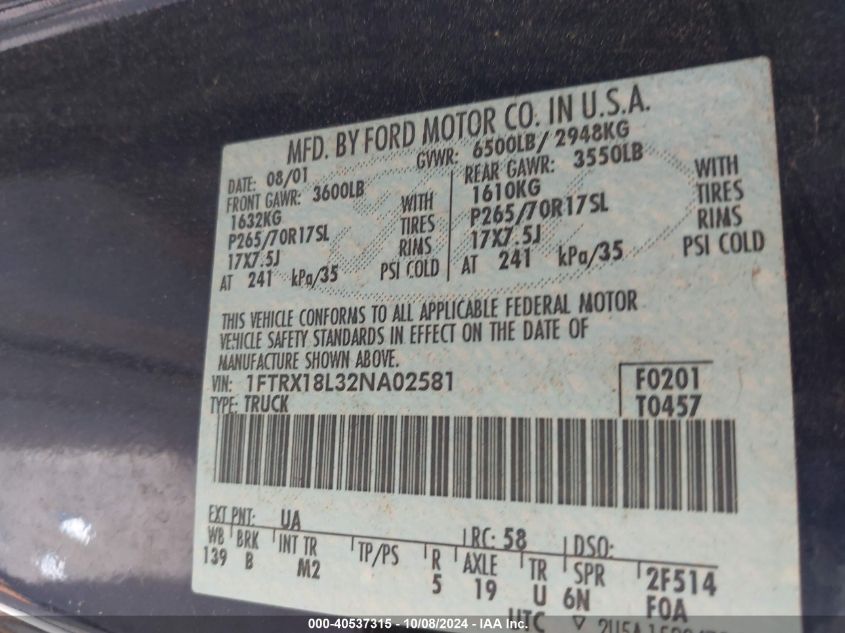 MFD. BY FORD MOTOR CO. IN U.S.A.
DATE: 08/01 GVWR: 6500LB/ 2948KG
FRONT GAWR: 3600LB REAR GAWR: 3550LB
1632KG WITH 1610KG WITH
P265/70R17SL TIRES P265/70R17SL TIRES
17X7.5J RIMS 17X7.5J RIMS
AT 241 kPa/35 PSI COLD AT 241 kPa/35 PSI COLD
THIS VEHICLE CONFORMS TO ALL APPLICABLE FEDERAL MOTOR
VEHICLE SAFETY STANDARDS IN EFFECT ON THE DATE OF
MANUFACTURE SHOWN ABOVE.
VIN: 1FTRX18L32NA02581 F0201
TYPE: TRUCK T0457
EXT PNT: UA RC: 58 DSO:
WB BRK INT TR TP/PS R AXLE TR SPR 2F514
139 B M2 5 19 U 6N F0A
UTC
000-40537315 - 10/08/2024 - IAA Inc.